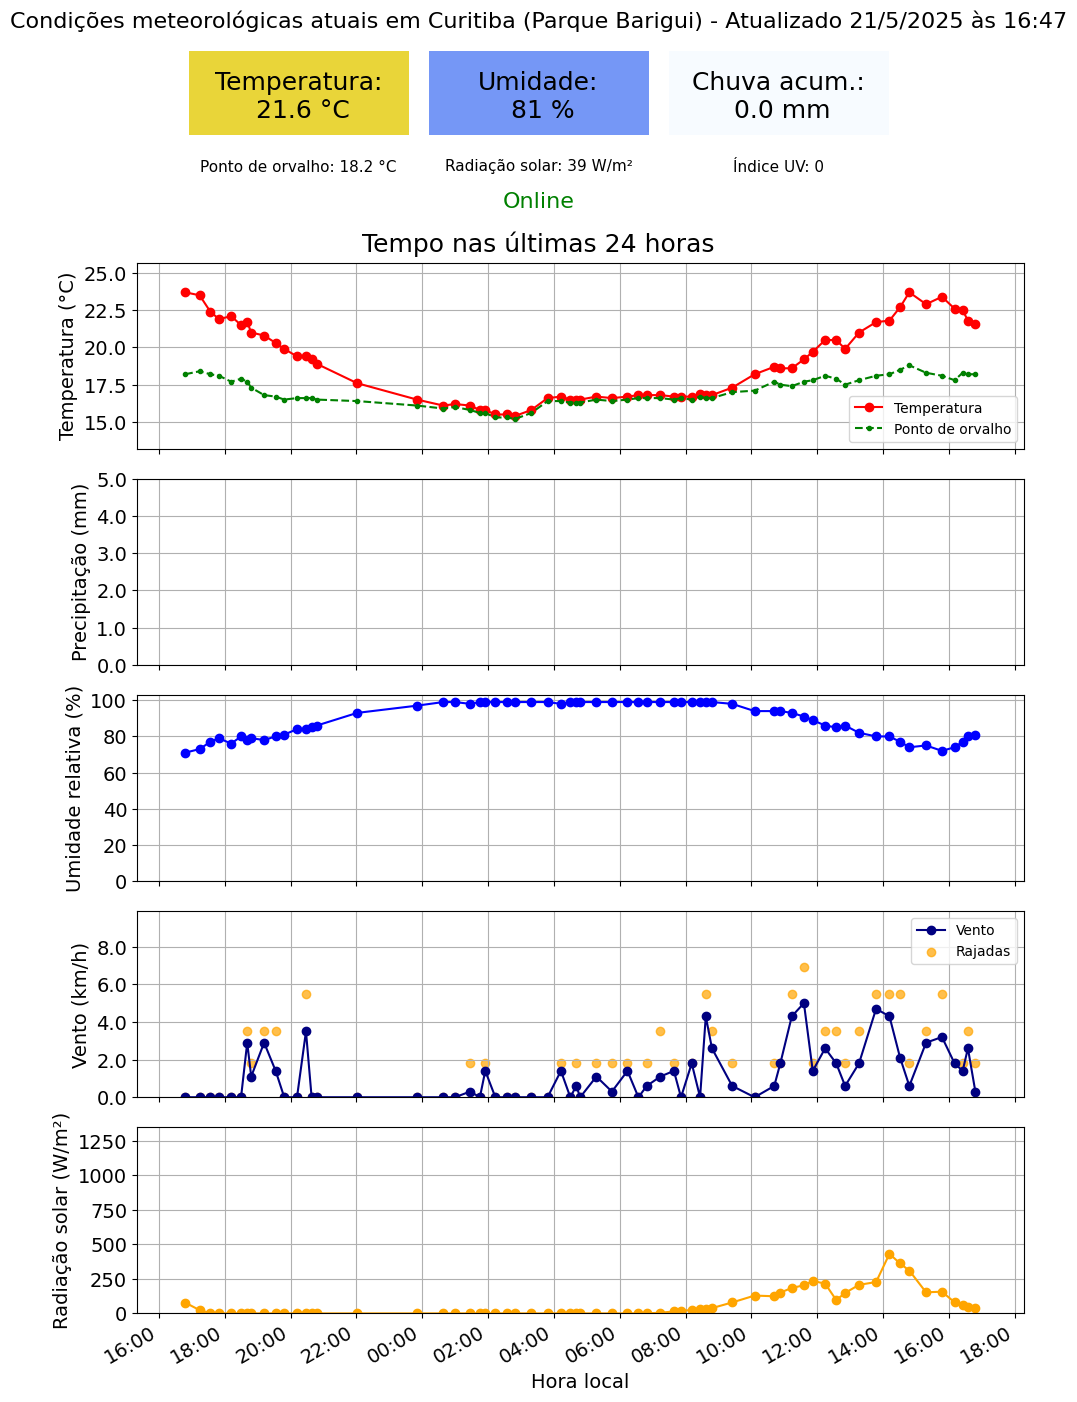 Condições meteorológicas atuais em Curitiba (Parque Barigui) - Atualizado 21/5/2025 às 16:47
Temperatura:
21.6 °C
Umidade:
81 %
Chuva acum.:
0.0 mm
Ponto de orvalho: 18.2 °C
Radiação solar: 39 W/m²
Índice UV: 0
Online
Tempo nas últimas 24 horas
Temperatura (°C)
25.0
22.5
20.0
17.5
15.0
Temperatura
Ponto de orvalho
Precipitação (mm)
5.0
4.0
3.0
2.0
1.0
0.0
Umidade relativa (%)
100
80
60
40
20
0
Vento (km/h)
8.0
6.0
4.0
2.0
0.0
Vento
Rajadas
Radiação solar (W/m²)
1250
1000
750
500
250
0
16:00
18:00
20:00
22:00
00:00
02:00
04:00
06:00
08:00
10:00
12:00
14:00
16:00
18:00
Hora local